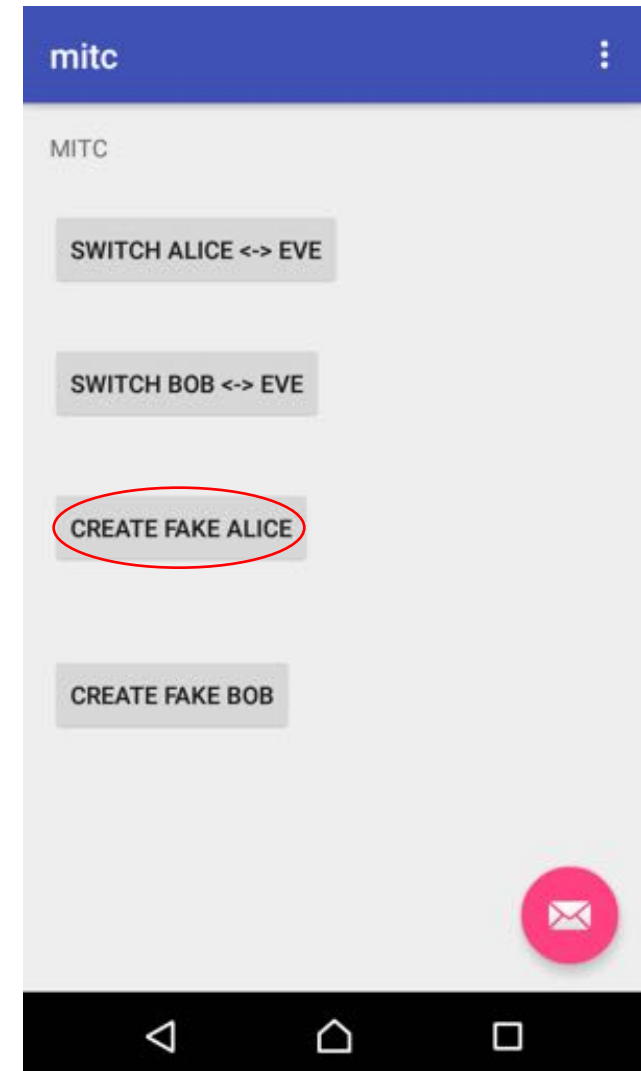 mitc
MITC
SWITCH ALICE <-> EVE
SWITCH BOB <-> EVE
CREATE FAKE ALICE
CREATE FAKE BOB